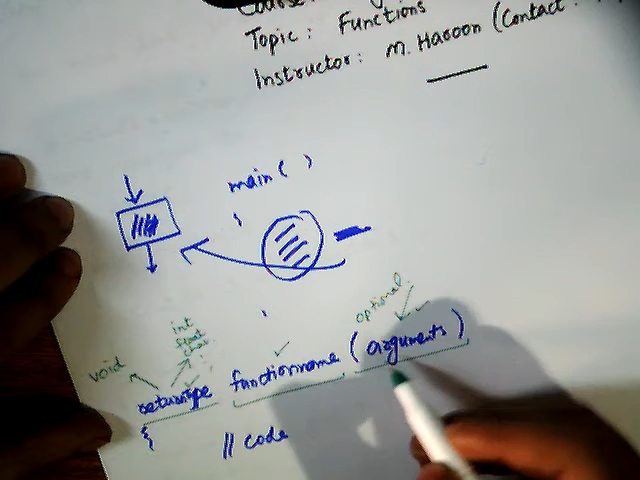 Topic: Functions
Instructor: M. Haroon (Contact:
main( )
optional
int
float
char
void
returntype functionname (arguments)
{
// code